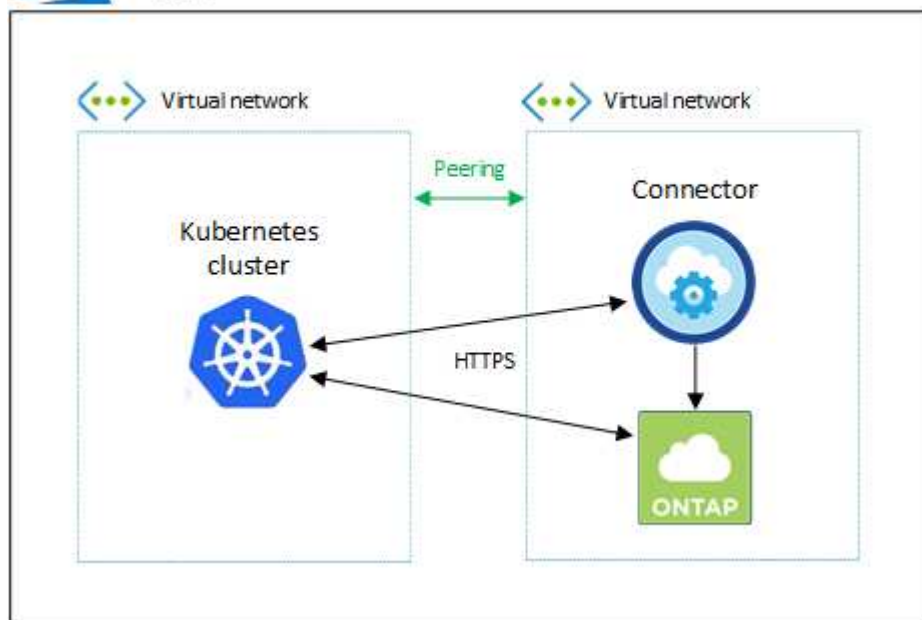 Virtual network
Virtual network
Peering
Connector
Kubernetes
cluster
HTTPS
ONTAP